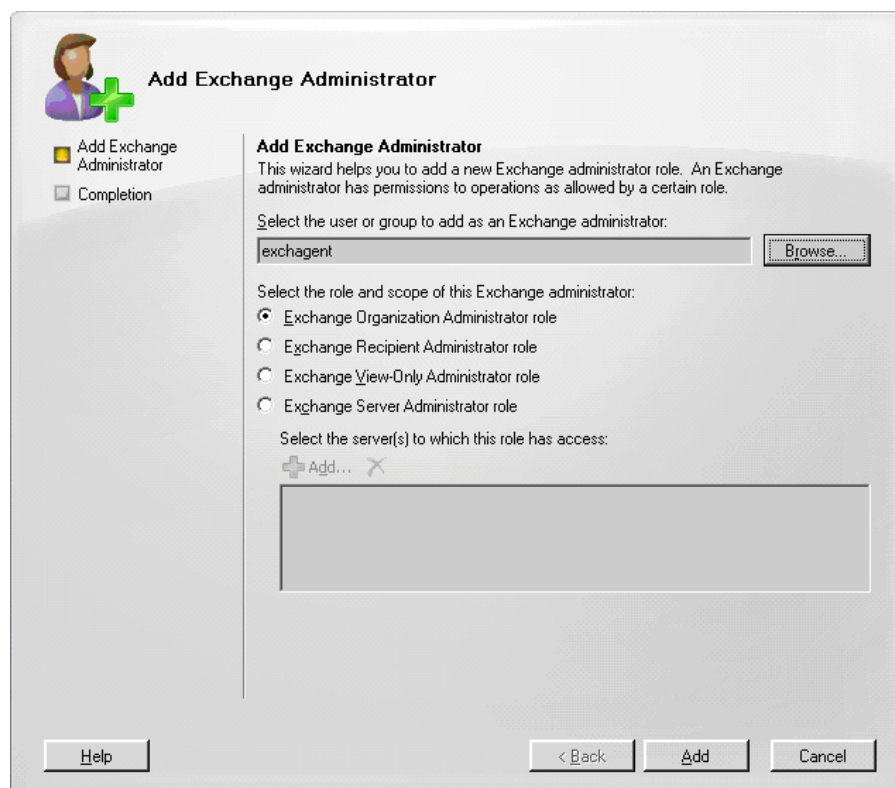 Add Exchange Administrator
Add Exchange
Administrator
Completion
Add Exchange Administrator
This wizard helps you to add a new Exchange administrator role. An Exchange
administrator has permissions to operations as allowed by a certain role.
Select the user or group to add as an Exchange administrator:
exchagent
Browse...
Select the role and scope of this Exchange administrator:
Exchange Organization Administrator role
Exchange Recipient Administrator role
Exchange View-Only Administrator role
Exchange Server Administrator role
Select the server(s) to which this role has access:
Add...
Help
< Back
Add
Cancel